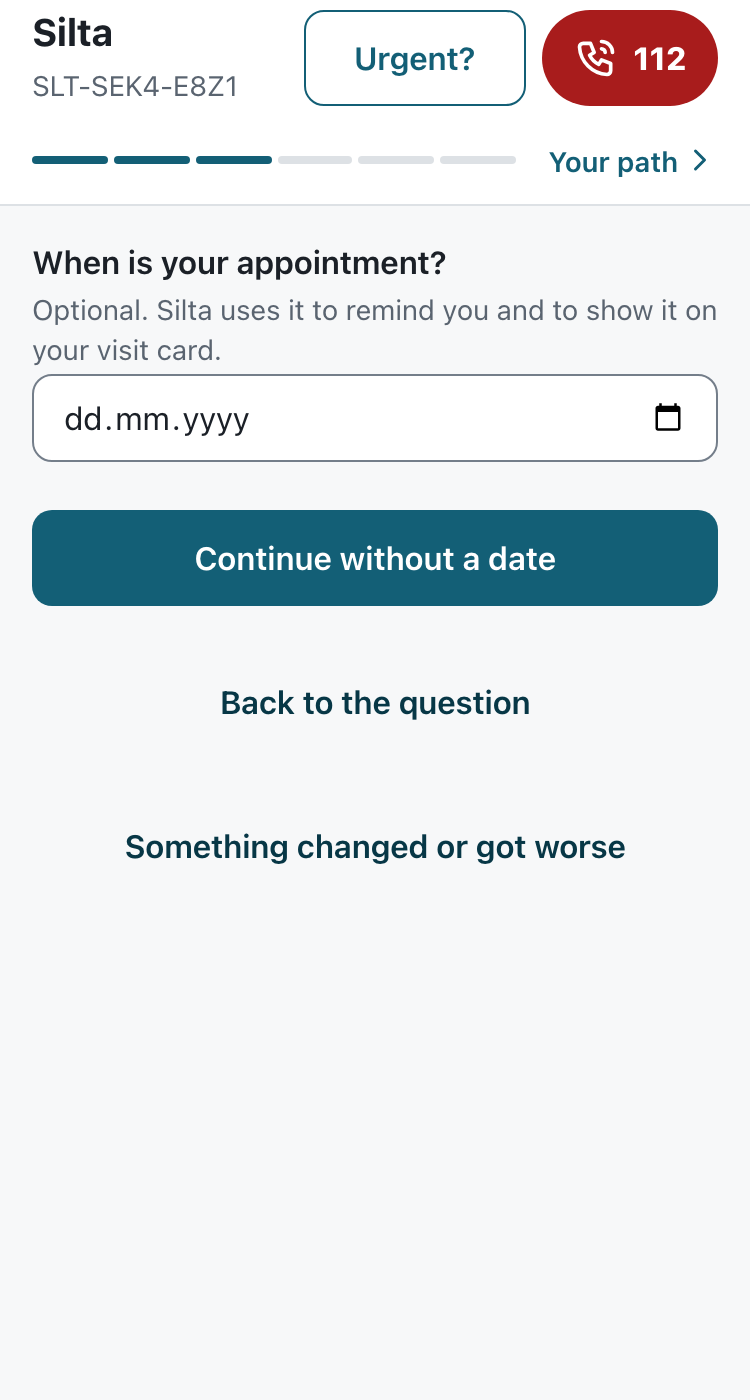 Silta
SLT-SEK4-E8Z1
Urgent?
112
Your path
When is your appointment?
Optional. Silta uses it to remind you and to show it on
your visit card.
dd.mm.yyyy
Continue without a date
Back to the question
Something changed or got worse